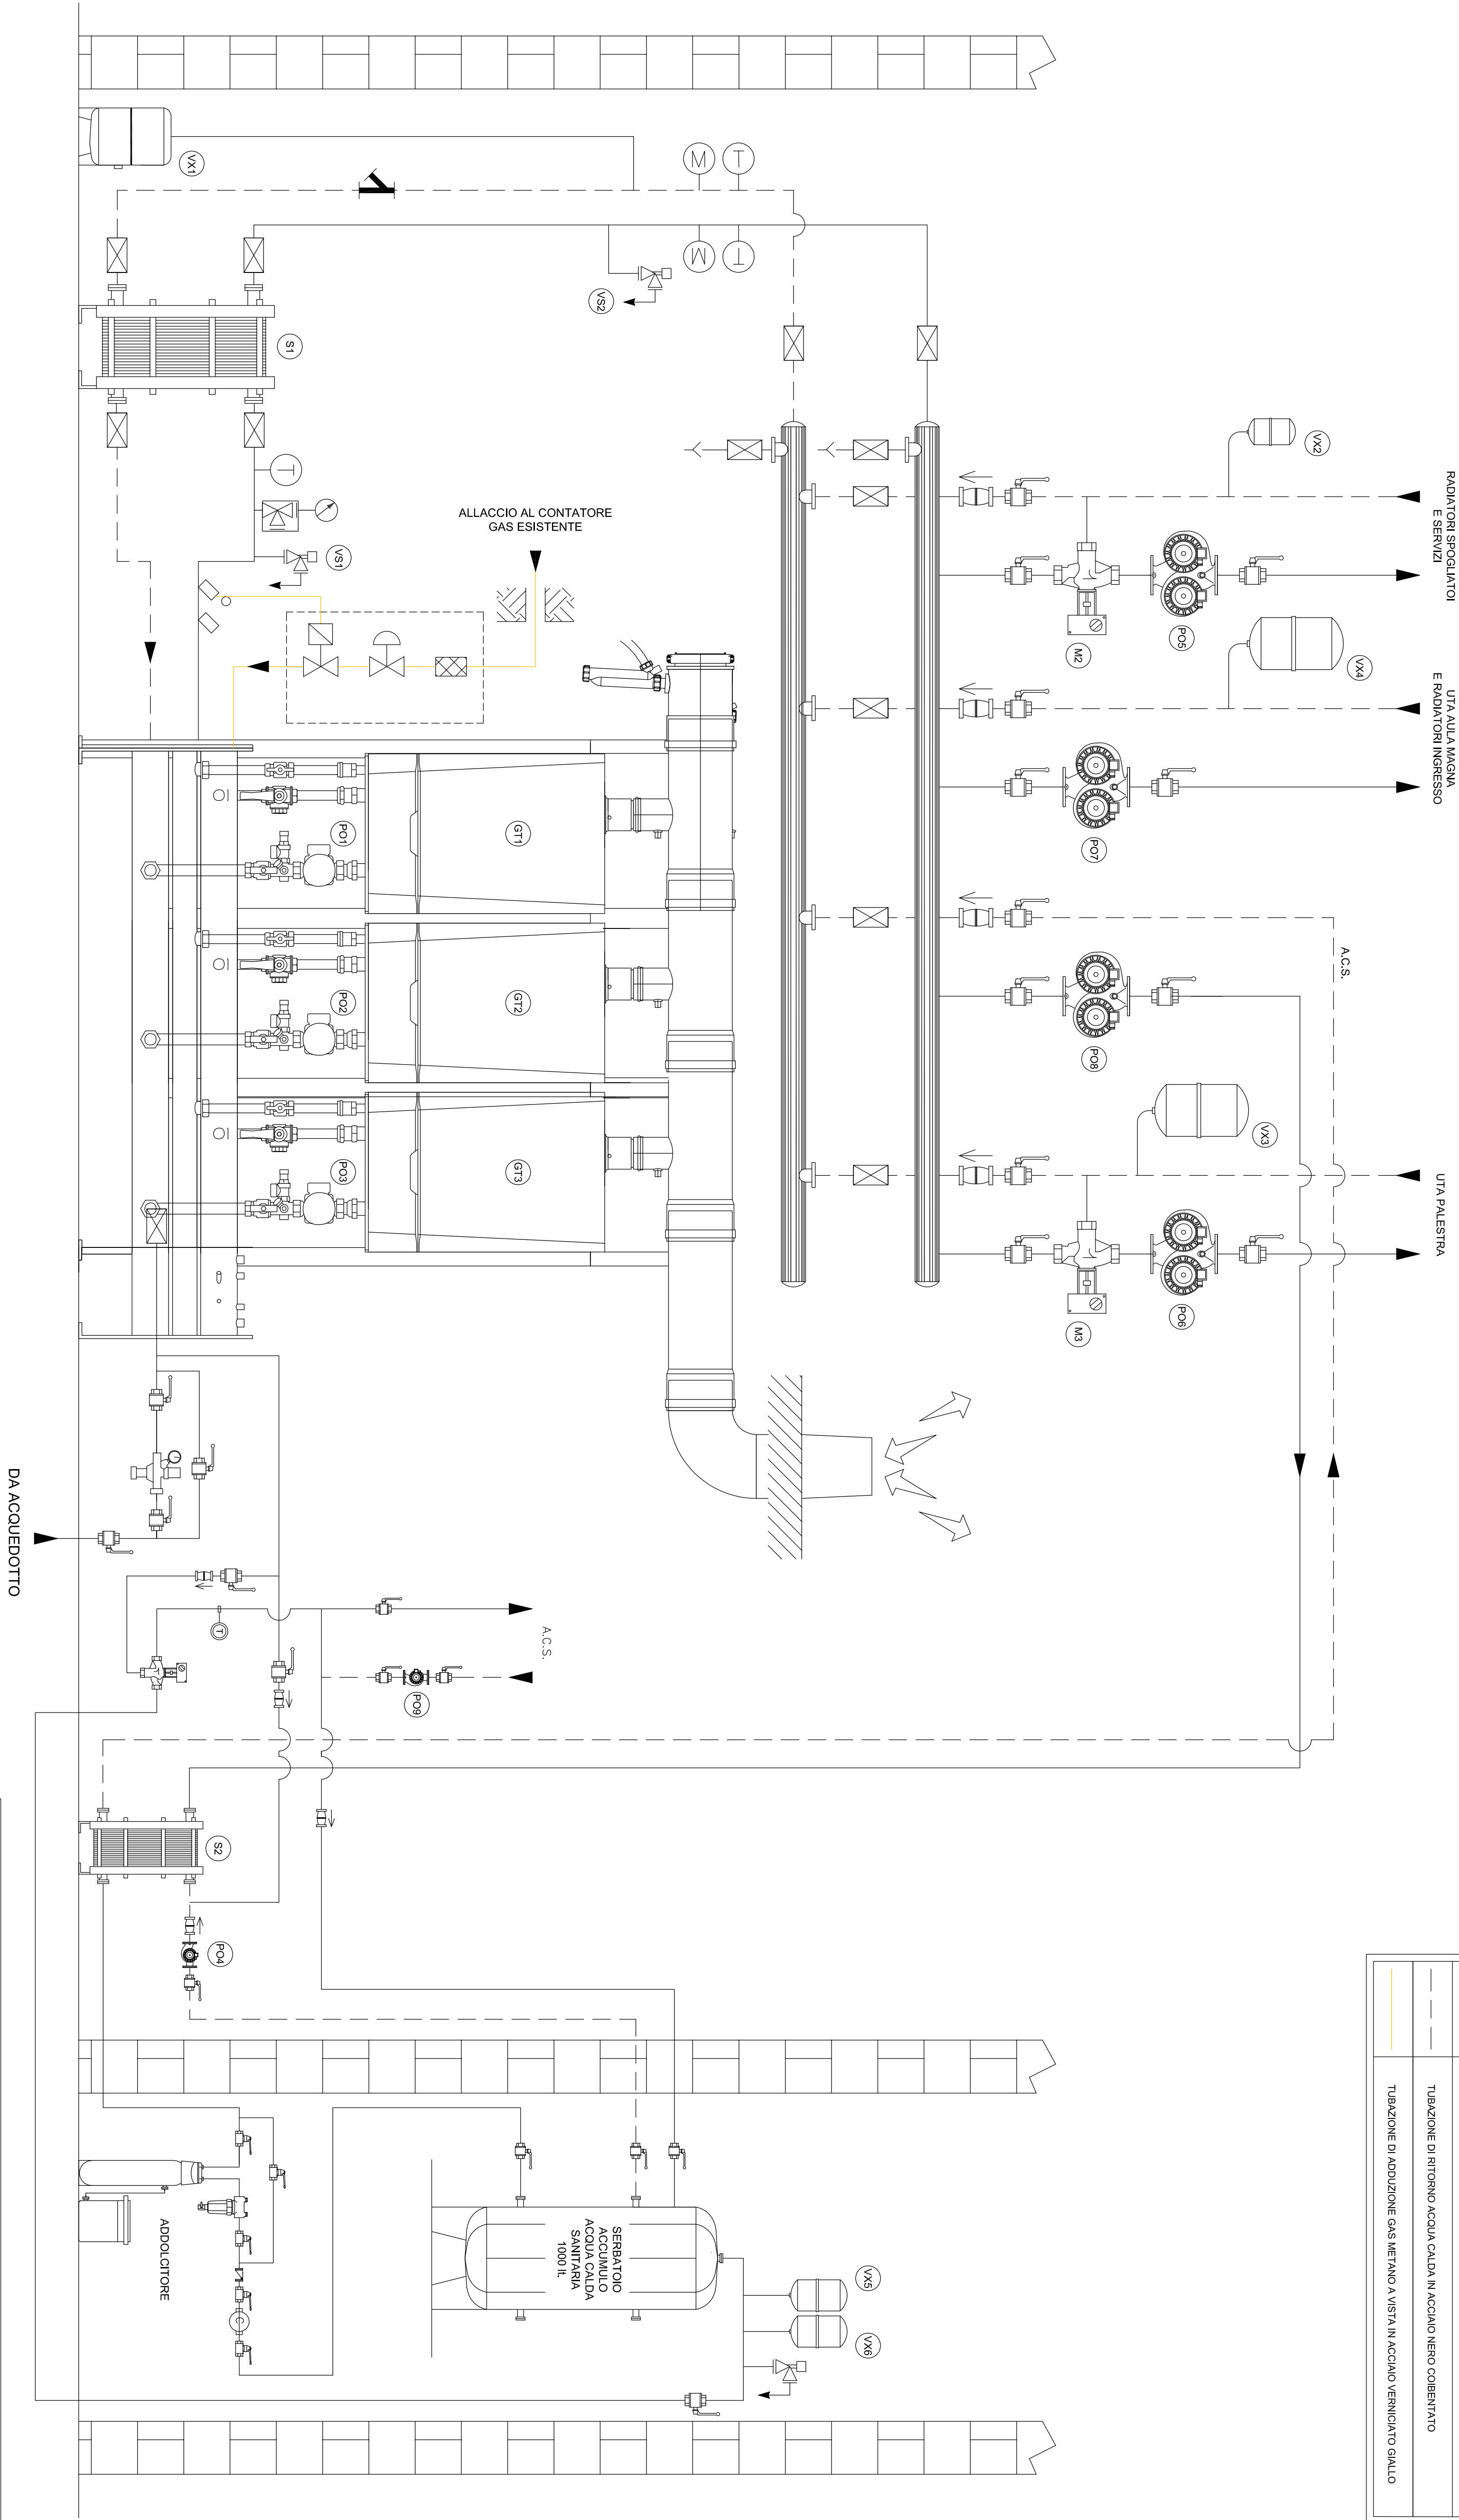 RADIATORI SPOGLIATOI
E SERVIZI
UTA AULA MAGNA
E RADIATORI INGRESSO
A.C.S.
UTA PALESTRA
VX2
PO5
M2
VX4
PO7
PO8
VX3
PO6
M3
VX1
M
T
M
T
VS2
S1
T
VS1
ALLACCIO AL CONTATORE
GAS ESISTENTE
PO1
GT1
PO2
GT2
PO3
GT3
DA ACQUEDOTTO
T
A.C.S.
PO9
S2
PO4
ADDOLCITORE
C
SERBATOIO
ACCUMULO
ACQUA CALDA
SANITARIA
1000 lt.
VX5
VX6
TUBAZIONE DI RITORNO ACQUA CALDA IN ACCIAIO NERO COIBENTATO
TUBAZIONE DI ADDUZIONE GAS METANO A VISTA IN ACCIAIO VERNICIATO GIALLO